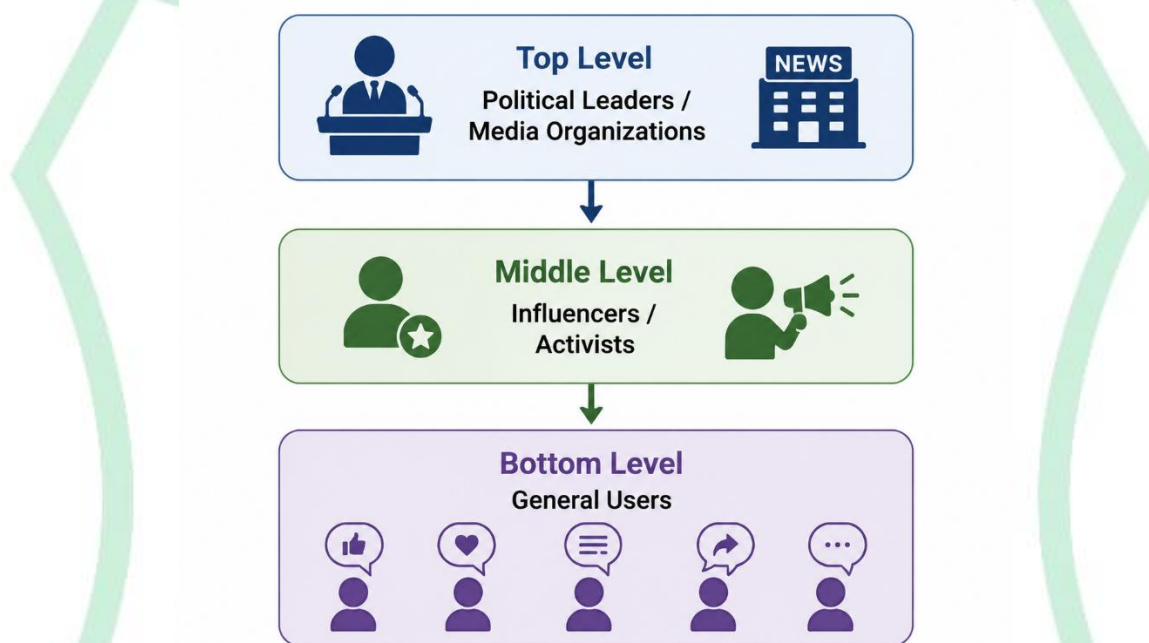 Top Level
NEWS
Political Leaders /
Media Organizations
Middle Level
Influencers /
Activists
Bottom Level
General Users